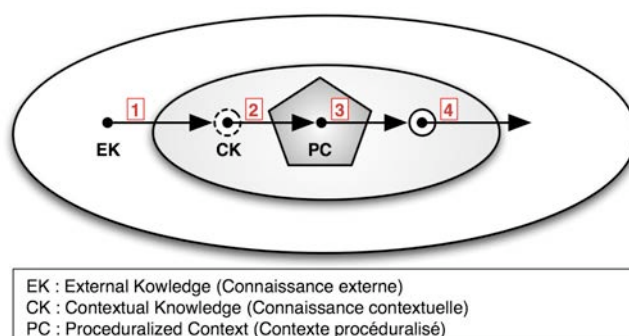 1 2 3 4
EK CK PC
EK : External Kowledge (Connaissance externe)
CK : Contextual Knowledge (Connaissance contextuelle)
PC : Proceduralized Context (Contexte procéduralisé)